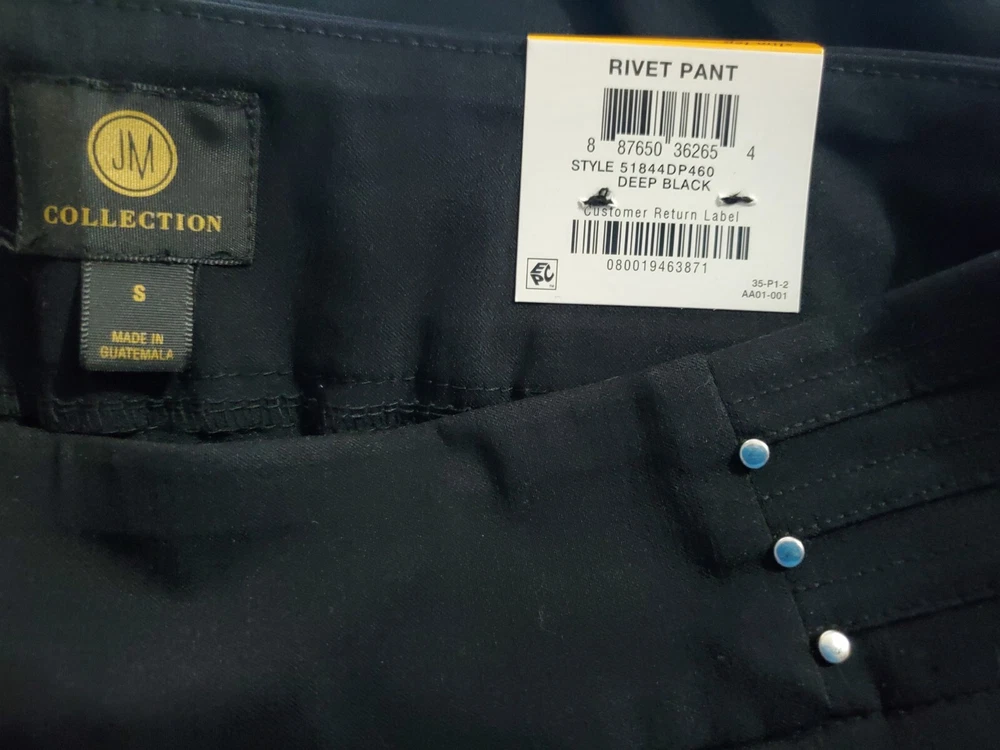 JM
COLLECTION
S
MADE IN
GUATEMALA
RIVET PANT
8 87650 36265 4
STYLE 51844DP460
DEEP BLACK
Customer Return Label
080019463871
EPC
35-P1-2
AA01-001